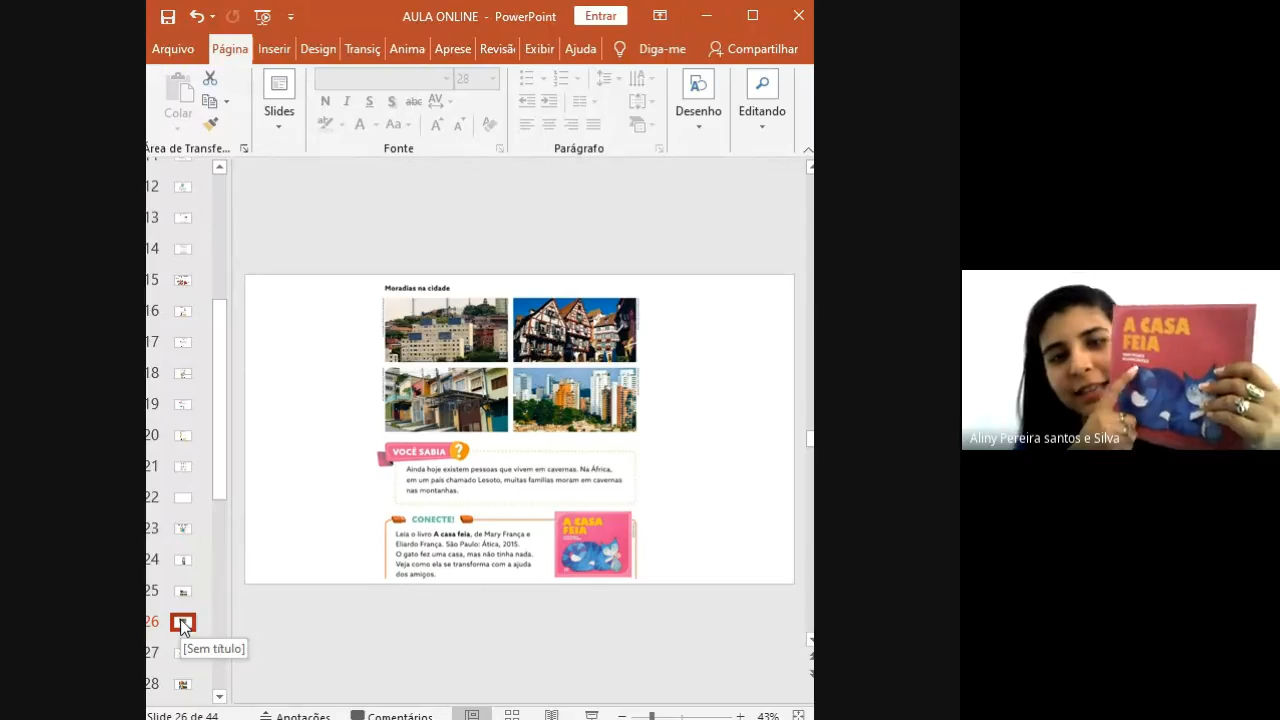 AULA ONLINE - PowerPoint
Entrar
Arquivo
Página
Inserir
Design
Transiç
Anima
Aprese
Revisã
Exibir
Ajuda
Diga-me
Compartilhar
Colar
28
Slides
Desenho
Editando
Área de Transfe...
Fonte
Parágrafo
12
13
14
15
16
17
18
19
20
21
22
23
24
25
26
27
28
[Sem título]
Moradias na cidade
VOCÊ SABIA ?
Ainda hoje existem pessoas que vivem em cavernas. Na África,
em um país chamado Lesoto, muitas famílias moram em cavernas
nas montanhas.
CONECTE!
Leia o livro A casa feia, de Mary França e
Eliardo França. São Paulo: Ática, 2015.
O gato fez uma casa, mas não tinha nada.
Veja como ela se transforma com a ajuda
dos amigos.
A CASA
FEIA
Slide 26 de 44
Anotações
Comentários
43%
A CASA
FEIA
Aliny Pereira santos e Silva